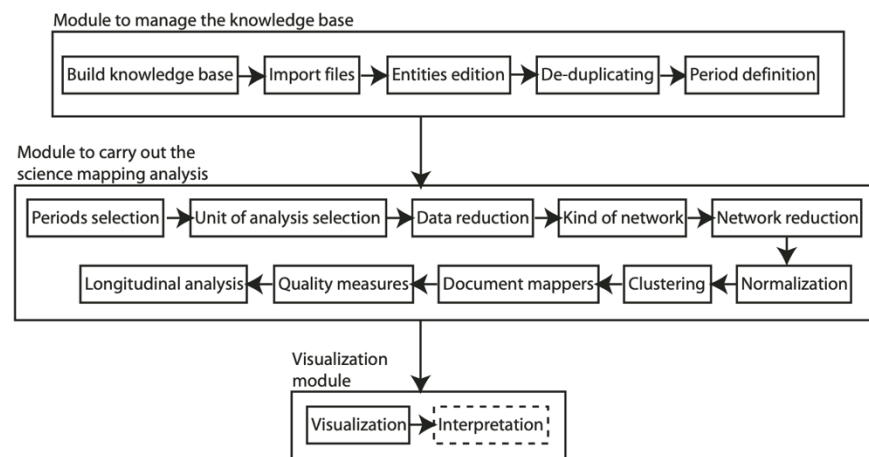 Module to manage the knowledge base
Build knowledge base
Import files
Entities edition
De-duplicating
Period definition
Module to carry out the
science mapping analysis
Periods selection
Unit of analysis selection
Data reduction
Kind of network
Network reduction
Longitudinal analysis
Quality measures
Document mappers
Clustering
Normalization
Visualization
module
Visualization
Interpretation